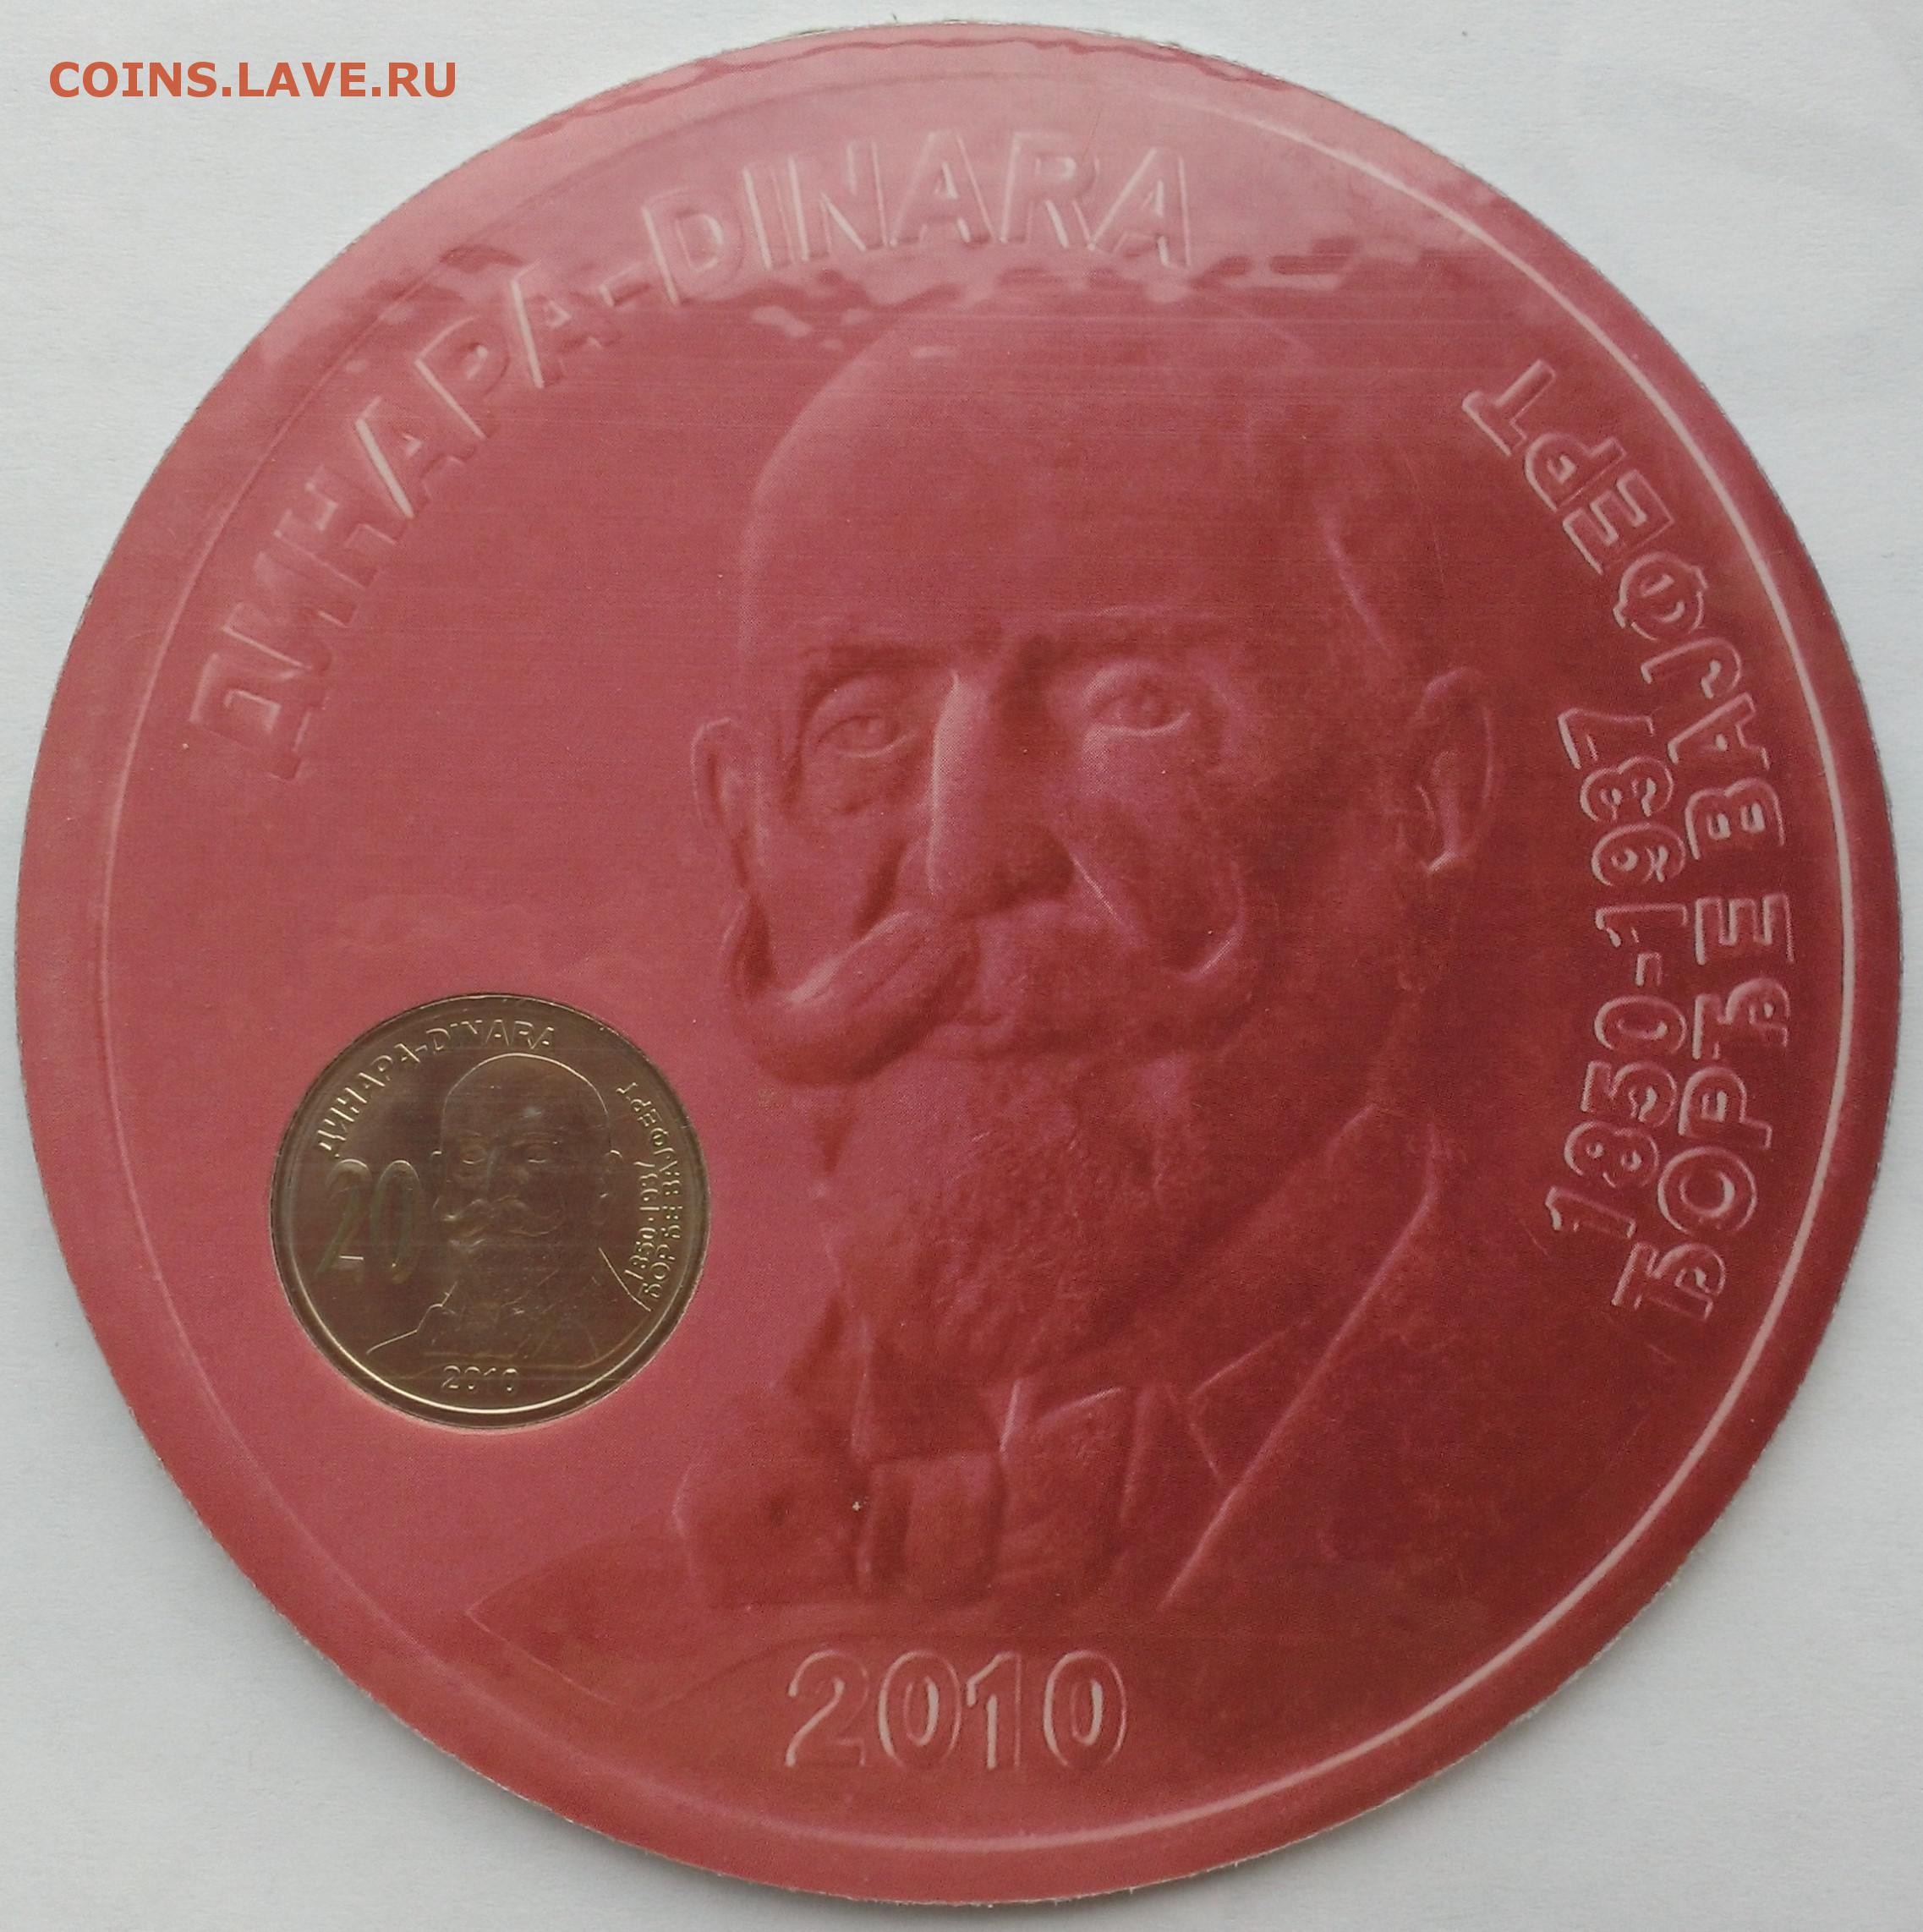 COINS.LAVE.RU
ДИНАРА-DINARA
ЂОРЂЕ ВАЈФЕРТ
1850-1937
2010
ДИНАРА-DINARA
20
ЂОРЂЕ ВАЈФЕРТ
1850-1937
2010